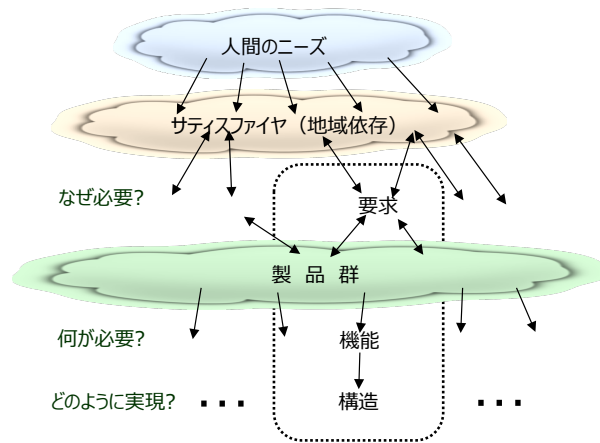 人間のニーズ
サティスファイヤ（地域依存）
なぜ必要？
要求
製 品 群
何が必要？
機能
どのように実現？
・・・
構造
・・・